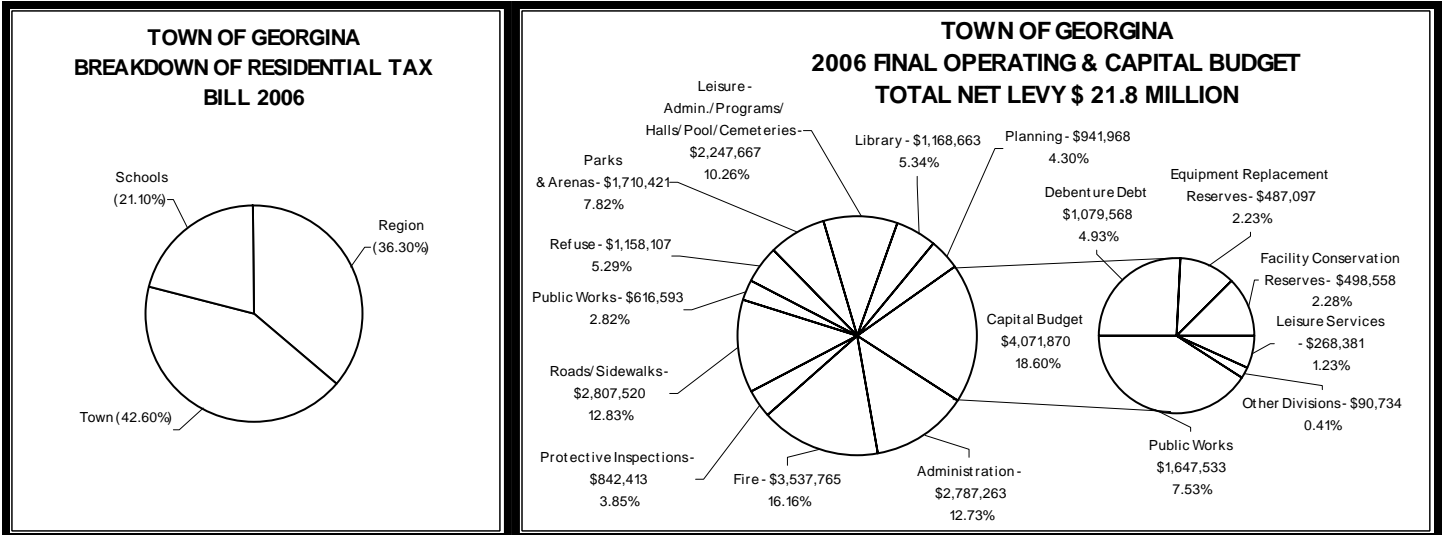 TOWN OF GEORGINA
BREAKDOWN OF RESIDENTIAL TAX
BILL 2006
Schools
(21.10%)
Region
(36.30%)
Town (42.60%)
TOWN OF GEORGINA
2006 FINAL OPERATING & CAPITAL BUDGET
TOTAL NET LEVY $ 21.8 MILLION
Leisure -
Admin./ Programs/
Halls/ Pool/ Cemeteries-
$2,247,667
10.26%
Library - $1,168,663
5.34%
Planning - $941,968
4.30%
Parks
& Arenas- $1,710,421
7.82%
Refuse - $1,158,107
5.29%
Public Works- $616,593
2.82%
Roads/ Sidewalks-
$2,807,520
12.83%
Protective Inspections-
$842,413
3.85%
Fire - $3,537,765
16.16%
Administration -
$2,787,263
12.73%
Capital Budget
$4,071,870
18.60%
Debenture Debt
$1,079,568
4.93%
Equipment Replacement
Reserves- $487,097
2.23%
Facility Conservation
Reserves- $498,558
2.28%
Leisure Services
- $268,381
1.23%
Other Divisions- $90,734
0.41%
Public Works
$1,647,533
7.53%